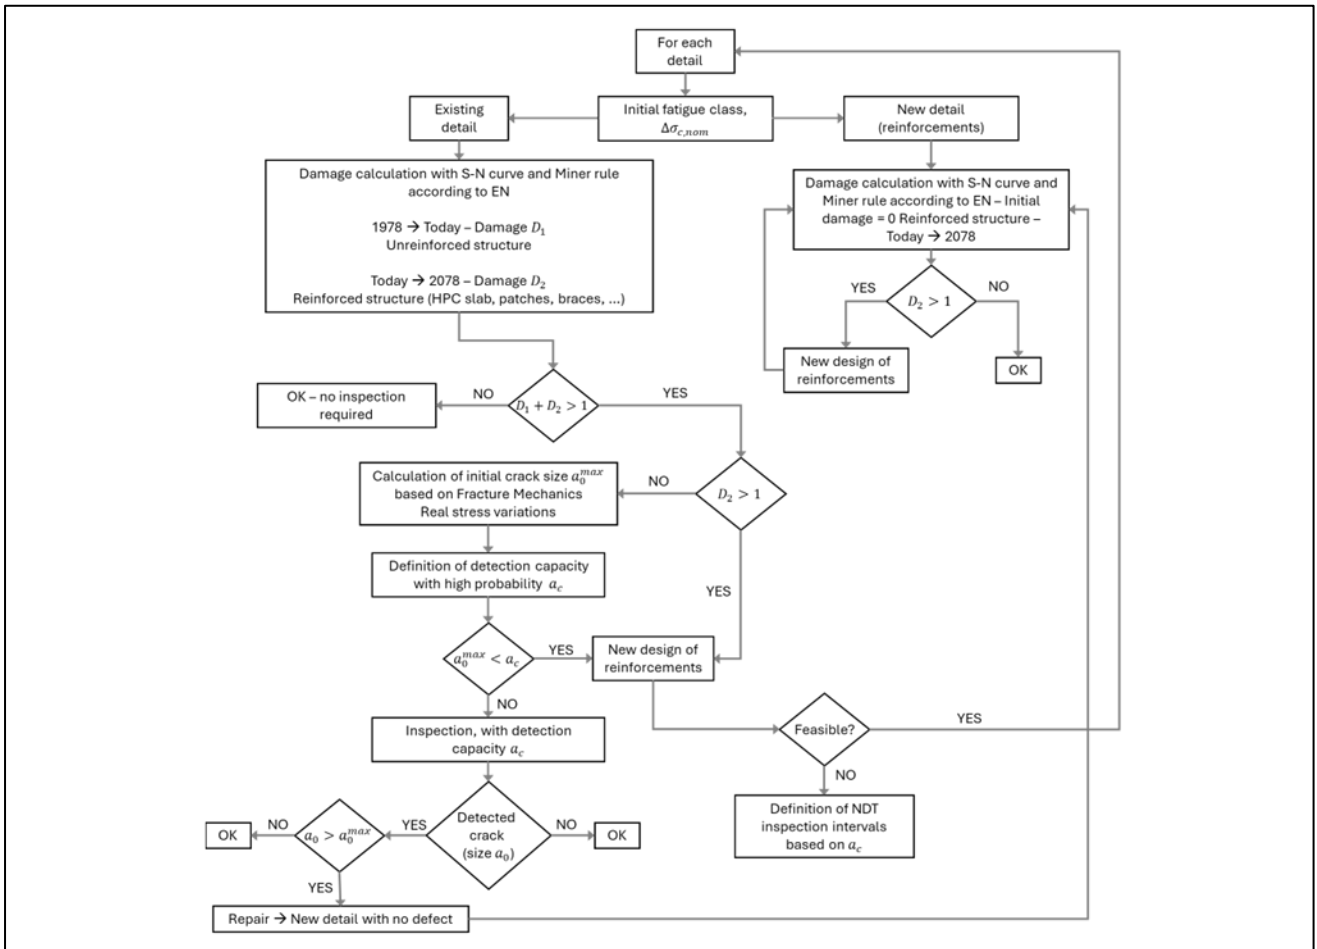 For each
detail
Existing
detail
Initial fatigue class,
Δσc,nom
New detail
(reinforcements)
Damage calculation with S-N curve and Miner rule
according to EN
1978 → Today – Damage D1
Unreinforced structure
Today → 2078 – Damage D2
Reinforced structure (HPC slab, patches, braces, ...)
Damage calculation with S-N curve and
Miner rule according to EN – Initial
damage = 0 Reinforced structure –
Today → 2078
YES
D2 > 1
NO
New design of
reinforcements
OK
OK – no inspection
required
NO
D1 + D2 > 1
YES
Calculation of initial crack size a0^max
based on Fracture Mechanics
Real stress variations
NO
D2 > 1
Definition of detection capacity
with high probability ac
YES
a0^max < ac
YES
New design of
reinforcements
NO
Inspection, with detection
capacity ac
Feasible?
YES
NO
Definition of NDT
inspection intervals
based on ac
OK
NO
a0 > a0^max
YES
Detected
crack
(size a0)
NO
OK
YES
Repair → New detail with no defect